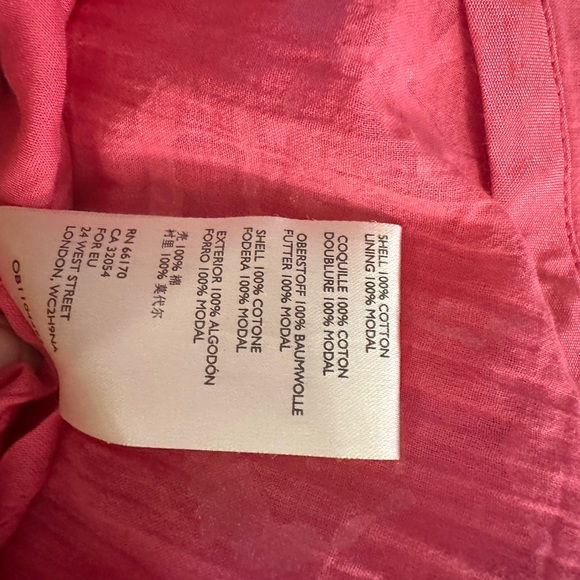 SHELL 100% COTTON
LINING 100% MODAL
COQUILLE 100% COTON
DOUBLURE 100% MODAL
OBERSTOFF 100% BAUMWOLLE
FUTTER 100% MODAL
SHELL 100% COTONE
FODERA 100% MODAL
EXTERIOR 100% ALGODÓN
FORRO 100% MODAL
壳 100% 棉
衬里 100% 莫代尔
RN 66170
CA 32054
FOR EU
24 WEST STREET
LONDON, WC2H9NA